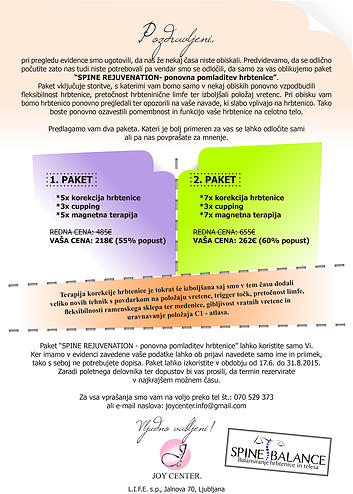 Pozdravljeni,
pri pregledu evidence smo ugotovili, da naš že nekaj časa niste obiskali. Predvidevamo, da se odlično
počutite zato nas tudi niste potrebovali pa vendar smo se odločili, da samo za vas oblikujemo paket
"SPINE REJUVENATION- ponovna pomladitev hrbtenice".
Paket vključuje storitve, s katerimi vam bomo samo v nekaj obiskih ponovno vzpodbudili
fleksibilnost hrbtenice, pretočnost hrbteninične limfe ter izboljšali položaj vretenc. Pri obisku vam
bomo hrbtenico ponovno pregledali ter opozorili na vaše navade, ki slabo vplivajo na hrbtenico. Tako
boste ponovno ozavestili pomembnost in funkcijo vaše hrbtenice na celotno telo.
Predlagamo vam dva paketa. Kateri je bolj primeren za vas se lahko odločite sami
ali pa nas povprašate za mnenje.
1. PAKET
*5x korekcija hrbtenice
*3x cupping
*5x magnetna terapija
REDNA CENA: 485€
VAŠA CENA: 218€ (55% popust)
2. PAKET
*7x korekcija hrbtenice
*3x cupping
*7x magnetna terapija
REDNA CENA: 655€
VAŠA CENA: 262€ (60% popust)
Terapija korekcije hrbtenice je tokrat še izboljšana saj smo v tem času dodali
veliko novih tehnik s povdarkom na položaju vretenc, trigger točk, pretočnost limfe,
fleksibilnosti ramenskega sklepa ter medenice, gibljivost vratnih vretenc in
uravnavanje položaja C1 - atlasa.
Paket "SPINE REJUVENATION - ponovna pomladitev hrbtenice" lahko koristite samo Vi.
Ker imamo v evidenci zavedene vaše podatke lahko ob prijavi navedete samo ime in priimek,
tako s seboj ne potrebujete dopisa. Paket lahko izkoristite v obdobju od 17.6. do 31.8.2015.
Zaradi poletnega delovnika ter dopustov bi vas prosili, da termin rezervirate
v najkrajšem možnem času.
Za vsa vprašanja smo vam na voljo preko tel št.: 070 529 373
ali e-mail naslova: joycenter.info@gmail.com
Vljudno vabljeni!
JOY CENTER.
SPINE BALANCE
Balansiranje hrbtenice in telesa
L.I.F.E. s.p., Jalnova 70, Ljubljana